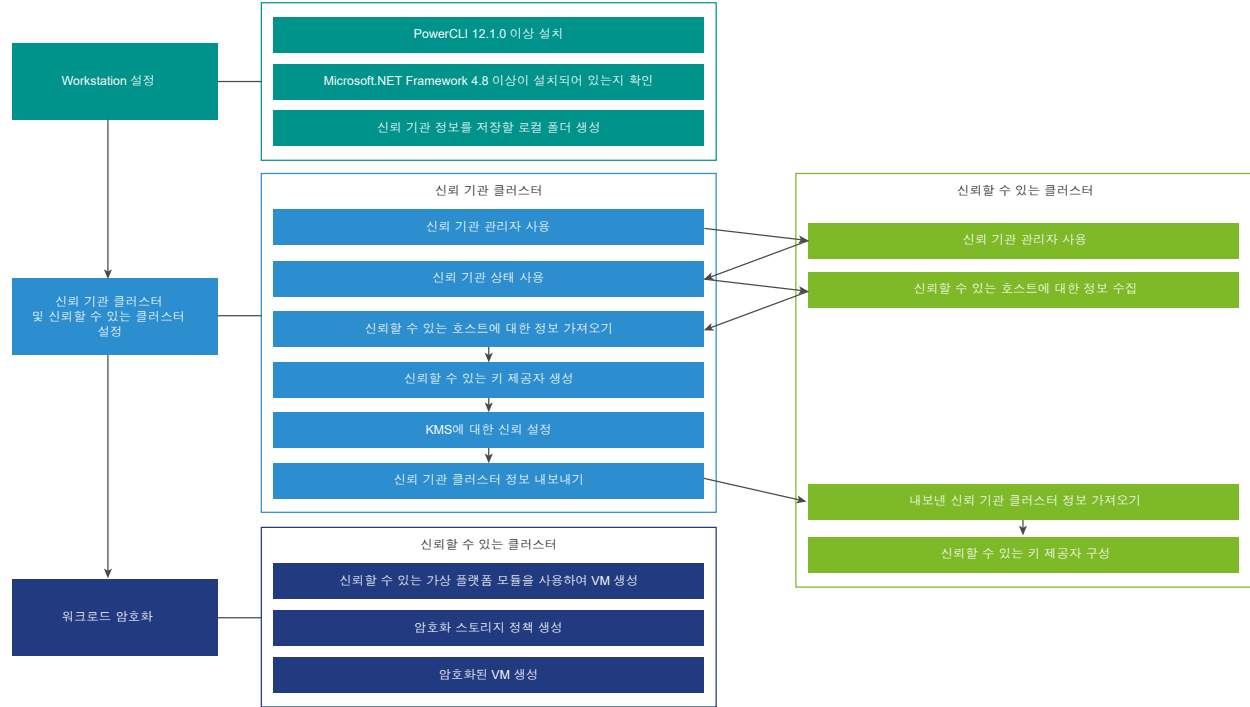 Workstation 설정
PowerCLI 12.1.0 이상 설치
Microsoft.NET Framework 4.8 이상이 설치되어 있는지 확인
신뢰 기관 정보를 저장할 로컬 폴더 생성
신뢰 기관 클러스터
및 신뢰할 수 있는 클러스터
설정
신뢰 기관 클러스터
신뢰 기관 관리자 사용
신뢰 기관 상태 사용
신뢰할 수 있는 호스트에 대한 정보 가져오기
신뢰할 수 있는 키 제공자 생성
KMS에 대한 신뢰 설정
신뢰 기관 클러스터 정보 내보내기
신뢰할 수 있는 클러스터
신뢰 기관 관리자 사용
신뢰할 수 있는 호스트에 대한 정보 수집
내보낸 신뢰 기관 클러스터 정보 가져오기
신뢰할 수 있는 키 제공자 구성
워크로드 암호화
신뢰할 수 있는 클러스터
신뢰할 수 있는 가상 플랫폼 모듈을 사용하여 VM 생성
암호화 스토리지 정책 생성
암호화된 VM 생성